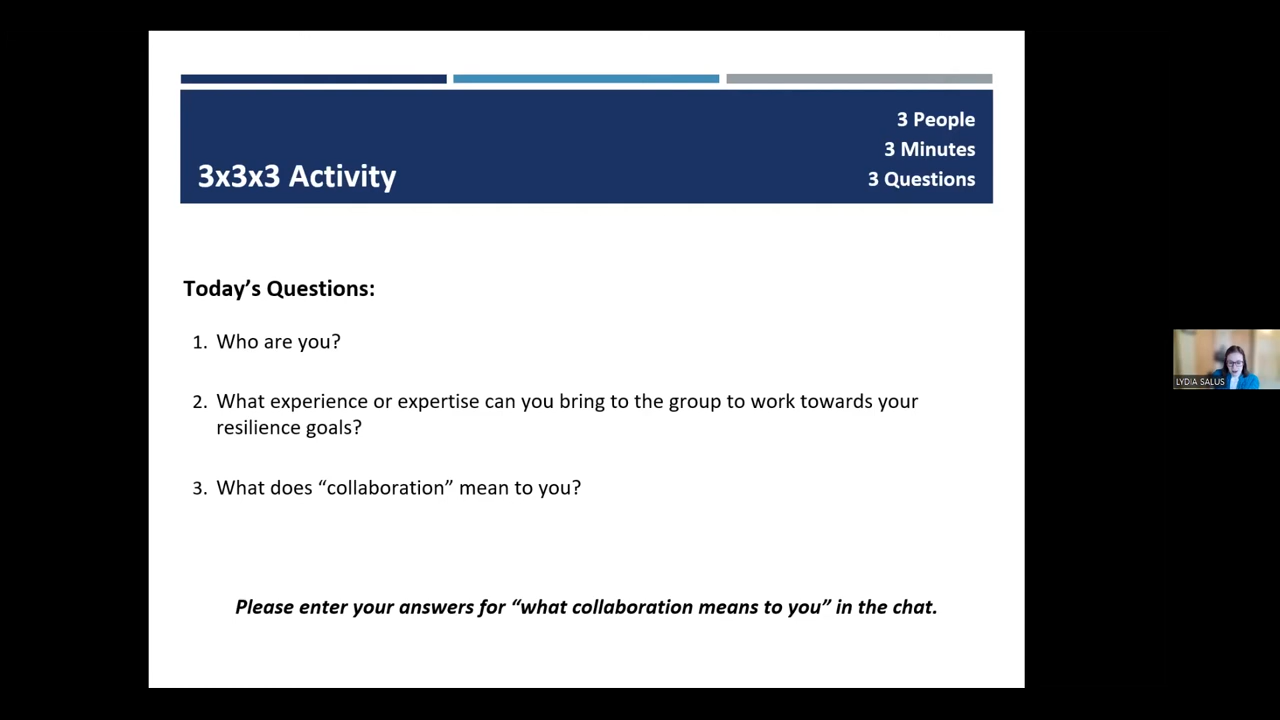 3 People
3 Minutes
3x3x3 Activity
3 Questions
Today's Questions:
1. Who are you?
2. What experience or expertise can you bring to the group to work towards your
resilience goals?
3. What does “collaboration” mean to you?
Please enter your answers for “what collaboration means to you” in the chat.
LYDIA SALUS